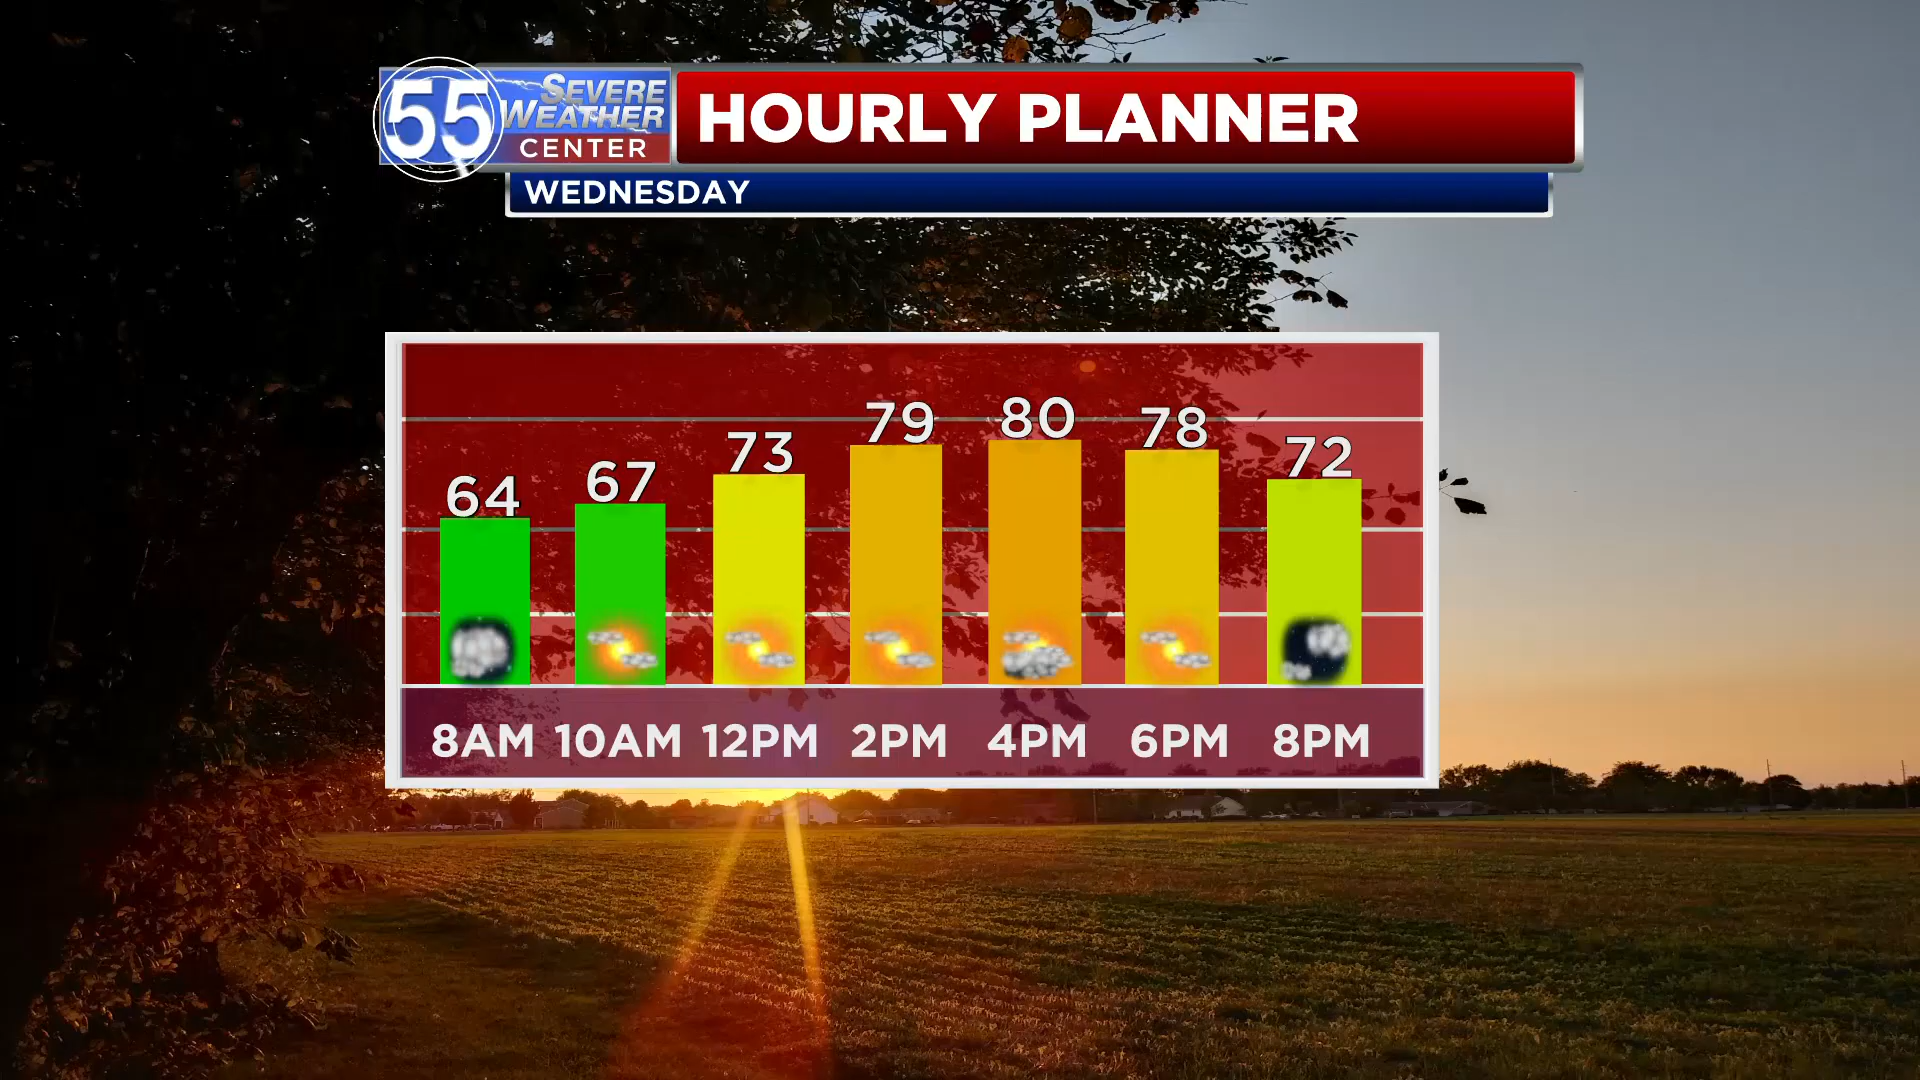 55 SEVERE WEATHER CENTER
HOURLY PLANNER
WEDNESDAY
64 67 73 79 80 78 72
8AM 10AM 12PM 2PM 4PM 6PM 8PM